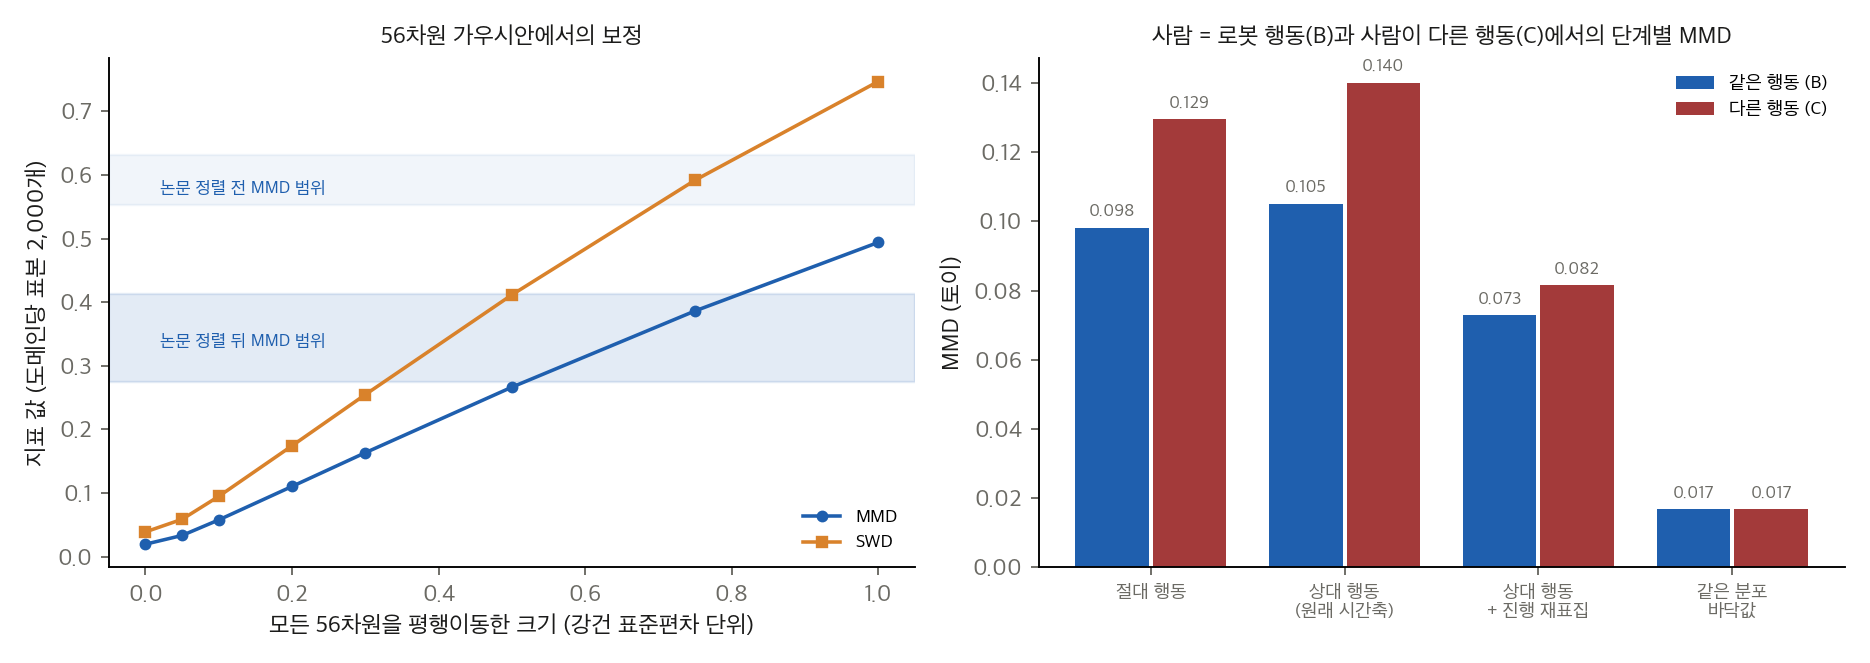 56차원 가우시안에서의 보정
지표 값 (도메인당 표본 2,000개)
0.7
0.6
0.5
0.4
0.3
0.2
0.1
0.0
논문 정렬 전 MMD 범위
논문 정렬 뒤 MMD 범위
MMD
SWD
0.0 0.2 0.4 0.6 0.8 1.0
모든 56차원을 평행이동한 크기 (강건 표준편차 단위)
사람 = 로봇 행동(B)과 사람이 다른 행동(C)에서의 단계별 MMD
MMD (토이)
0.14
0.12
0.10
0.08
0.06
0.04
0.02
0.00
같은 행동 (B)
다른 행동 (C)
0.098 0.129 0.105 0.140 0.073 0.082 0.017 0.017
절대 행동
상대 행동
(원래 시간축)
상대 행동
+ 진행 재표집
같은 분포
바닥값